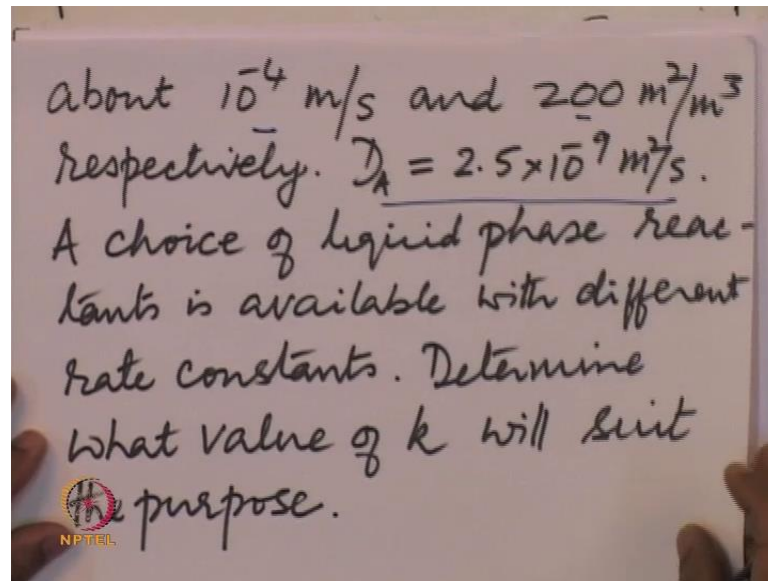 about 10⁻⁴ m/s and 200 m²/m³
respectively. D_A = 2.5×10⁻⁹ m²/s.
A choice of liquid phase reac-
tants is available with different
rate constants. Determine
what value of k will suit
the purpose.
NPTEL